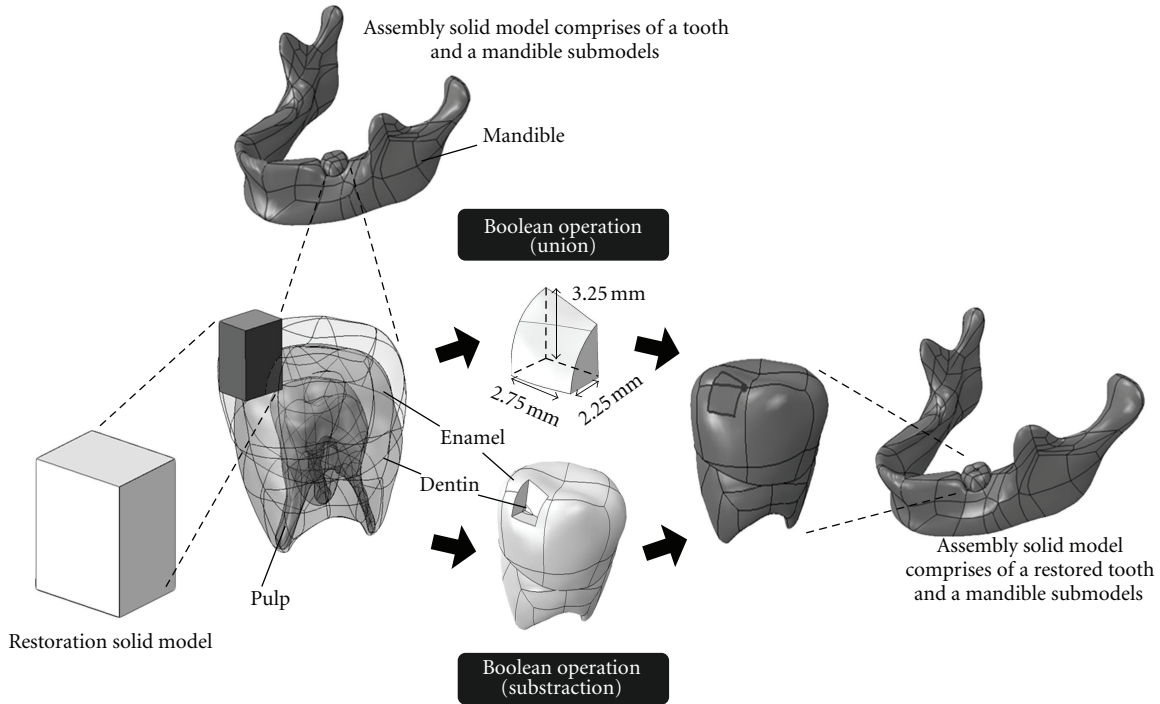 Assembly solid model comprises of a tooth
and a mandible submodels
Mandible
Boolean operation
(union)
3.25 mm
2.75 mm
2.25 mm
Enamel
Dentin
Pulp
Restoration solid model
Assembly solid model
comprises of a restored tooth
and a mandible submodels
Boolean operation
(substraction)